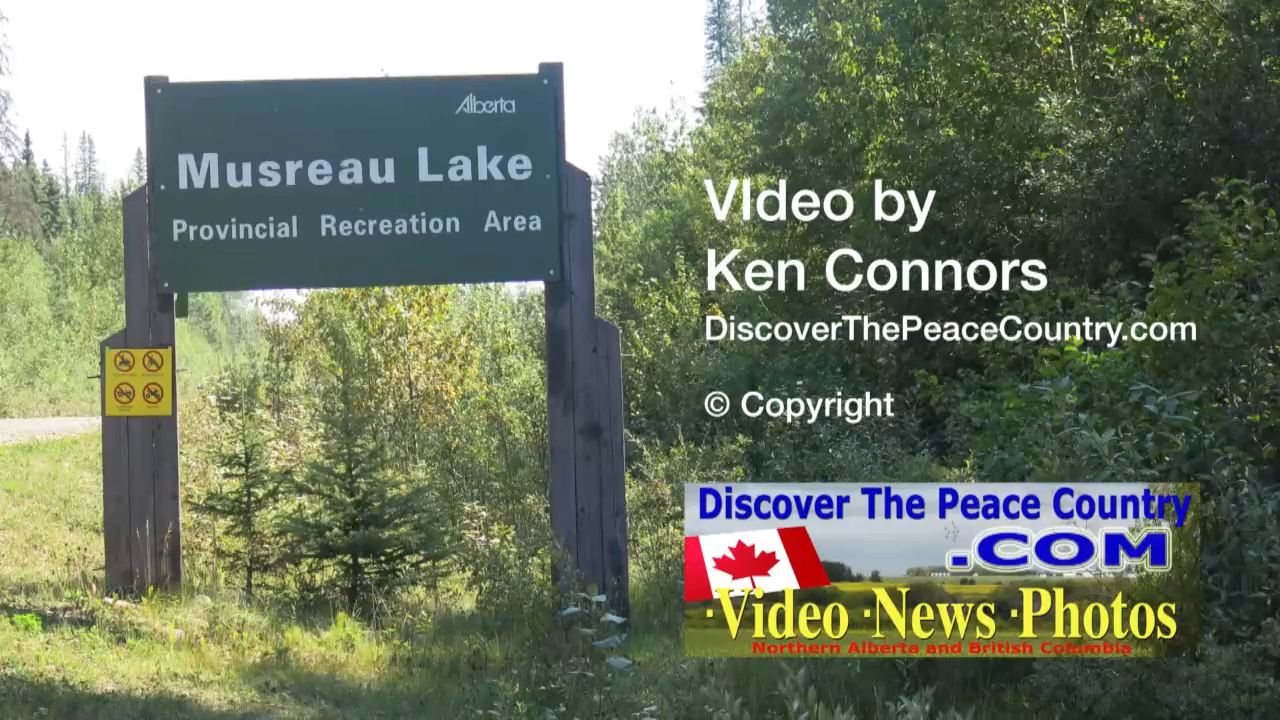 Alberta
Musreau Lake
Provincial Recreation Area
VIdeo by
Ken Connors
DiscoverThePeaceCountry.com
© Copyright
Discover The Peace Country
.COM
·Video ·News ·Photos
Northern Alberta and British Columbia